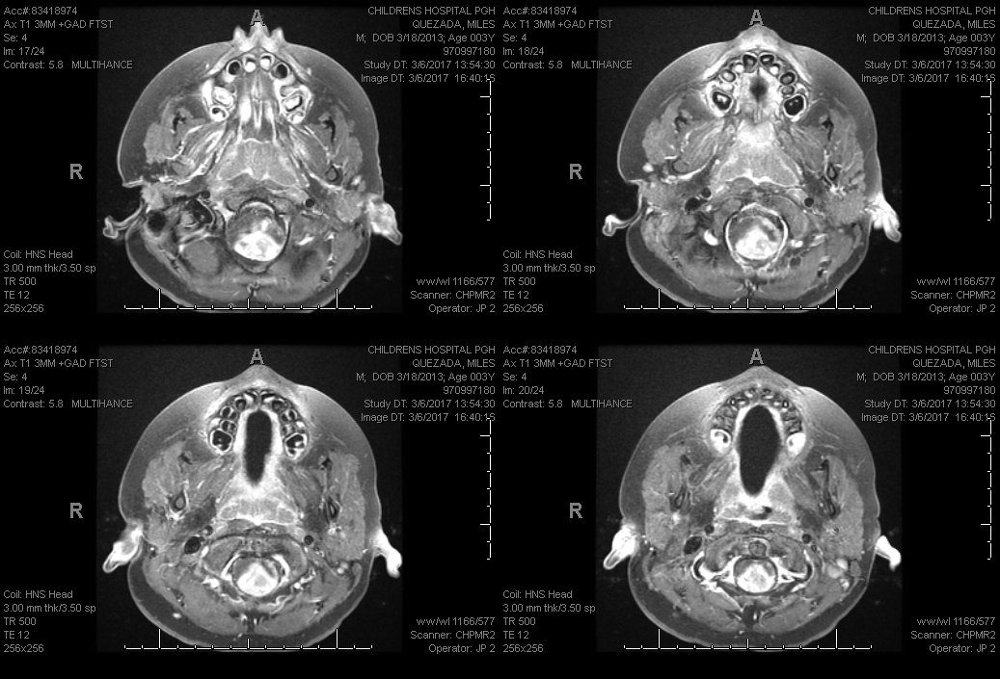 Acc#:83418974
Ax T1 3MM +GAD FTST
Se: 4
Im: 17/24
Contrast: 5.8 MULTIHANCE
A
CHILDRENS HOSPITAL PGH
QUEZADA, MILES
M; DOB 3/18/2013; Age 003Y
970997180
Study DT: 3/6/2017 13:54:30
Image DT: 3/6/2017 16:40:15
R
Coil: HNS Head
3.00 mm thk/3.50 sp
TR 500
TE 12
256x256
ww/wl 1166/577
Scanner: CHPMR2
Operator: JP 2
Acc#:83418974
Ax T1 3MM +GAD FTST
Se: 4
Im: 18/24
Contrast: 5.8 MULTIHANCE
A
CHILDRENS HOSPITAL PGH
QUEZADA, MILES
M; DOB 3/18/2013; Age 003Y
970997180
Study DT: 3/6/2017 13:54:30
Image DT: 3/6/2017 16:40:15
R
Coil: HNS Head
3.00 mm thk/3.50 sp
TR 500
TE 12
256x256
ww/wl 1166/577
Scanner: CHPMR2
Operator: JP 2
Acc#:83418974
Ax T1 3MM +GAD FTST
Se: 4
Im: 19/24
Contrast: 5.8 MULTIHANCE
A
CHILDRENS HOSPITAL PGH
QUEZADA, MILES
M; DOB 3/18/2013; Age 003Y
970997180
Study DT: 3/6/2017 13:54:30
Image DT: 3/6/2017 16:40:15
R
Coil: HNS Head
3.00 mm thk/3.50 sp
TR 500
TE 12
256x256
ww/wl 1166/577
Scanner: CHPMR2
Operator: JP 2
Acc#:83418974
Ax T1 3MM +GAD FTST
Se: 4
Im: 20/24
Contrast: 5.8 MULTIHANCE
A
CHILDRENS HOSPITAL PGH
QUEZADA, MILES
M; DOB 3/18/2013; Age 003Y
970997180
Study DT: 3/6/2017 13:54:30
Image DT: 3/6/2017 16:40:15
R
Coil: HNS Head
3.00 mm thk/3.50 sp
TR 500
TE 12
256x256
ww/wl 1166/577
Scanner: CHPMR2
Operator: JP 2